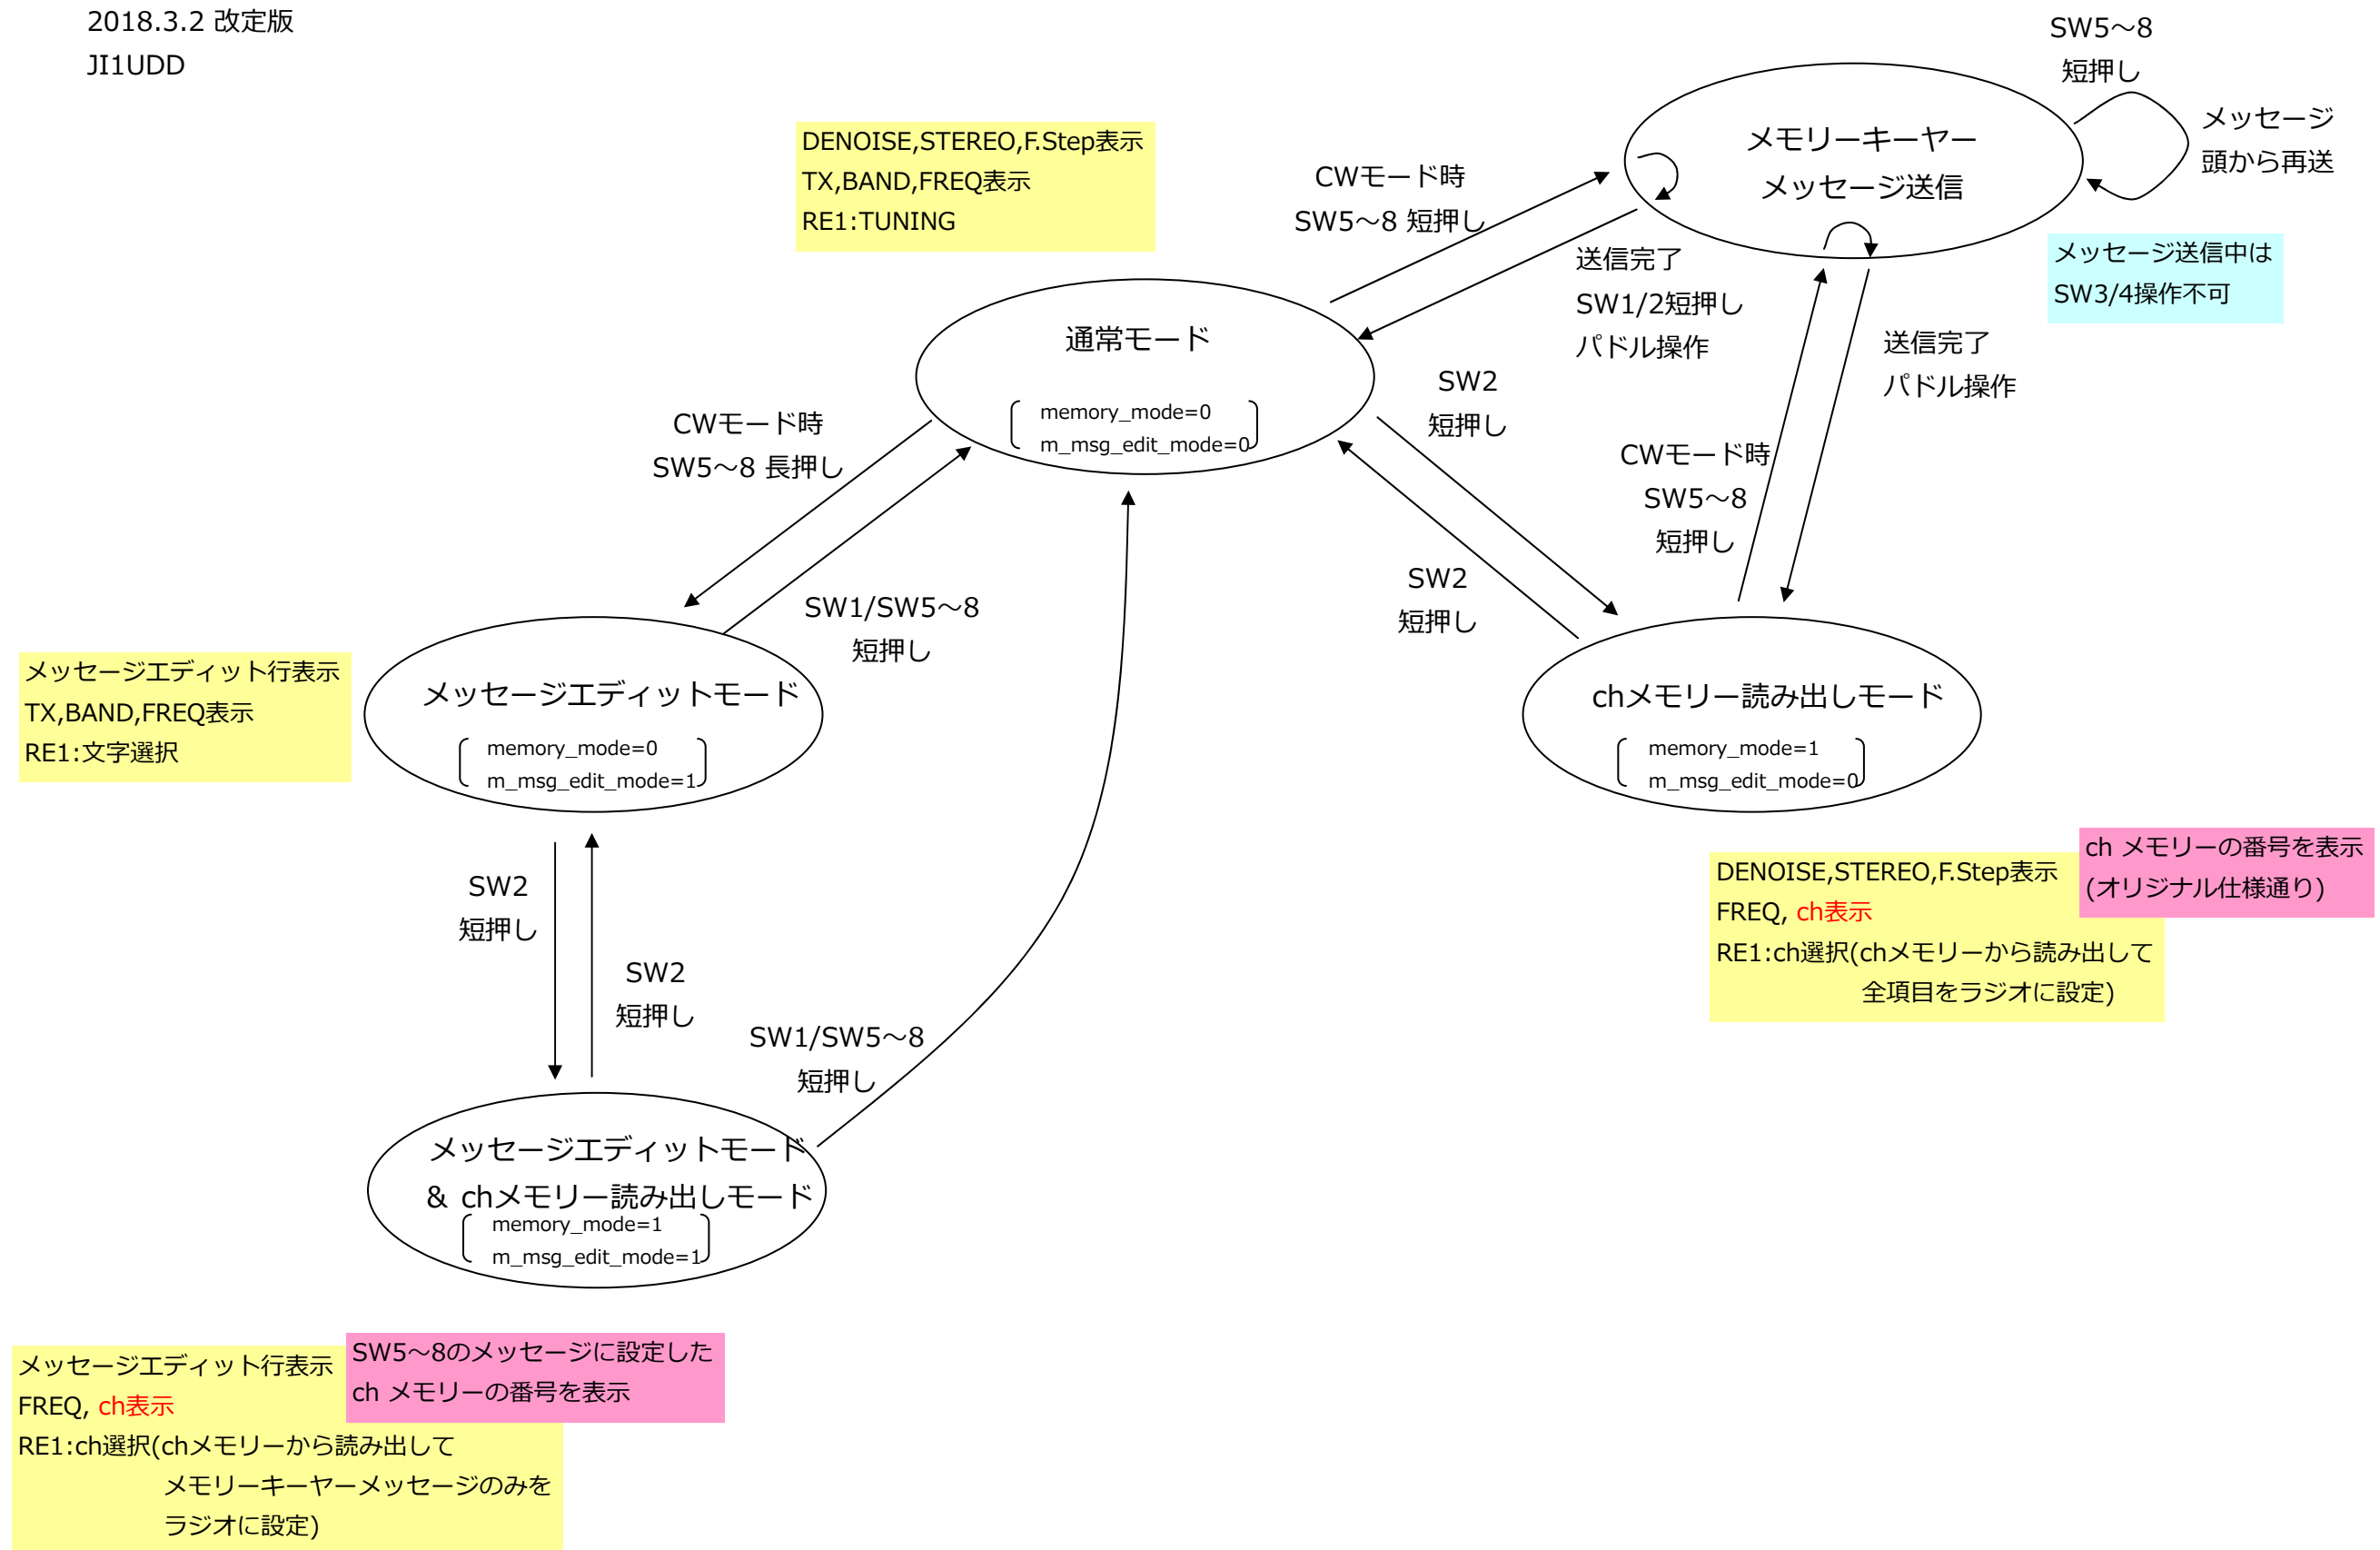 2018.3.2 改定版
JI1UDD
SW5～8
短押し
メッセージ
頭から再送
メモリーキーヤー
メッセージ送信
DENOISE,STEREO,F.Step表示
TX,BAND,FREQ表示
RE1:TUNING
CWモード時
SW5～8 短押し
送信完了
SW1/2短押し
パドル操作
メッセージ送信中は
SW3/4操作不可
通常モード
memory_mode=0
m_msg_edit_mode=0
送信完了
パドル操作
SW2
短押し
CWモード時
SW5～8 長押し
CWモード時
SW5～8
短押し
SW2
短押し
SW1/SW5～8
短押し
メッセージエディット行表示
TX,BAND,FREQ表示
RE1:文字選択
メッセージエディットモード
memory_mode=0
m_msg_edit_mode=1
chメモリー読み出しモード
memory_mode=1
m_msg_edit_mode=0
ch メモリーの番号を表示
(オリジナル仕様通り)
DENOISE,STEREO,F.Step表示
FREQ, ch表示
RE1:ch選択(chメモリーから読み出して
全項目をラジオに設定)
SW2
短押し
SW2
短押し
SW1/SW5～8
短押し
メッセージエディットモード
& chメモリー読み出しモード
memory_mode=1
m_msg_edit_mode=1
SW5～8のメッセージに設定した
ch メモリーの番号を表示
メッセージエディット行表示
FREQ, ch表示
RE1:ch選択(chメモリーから読み出して
メモリーキーヤーメッセージのみを
ラジオに設定)